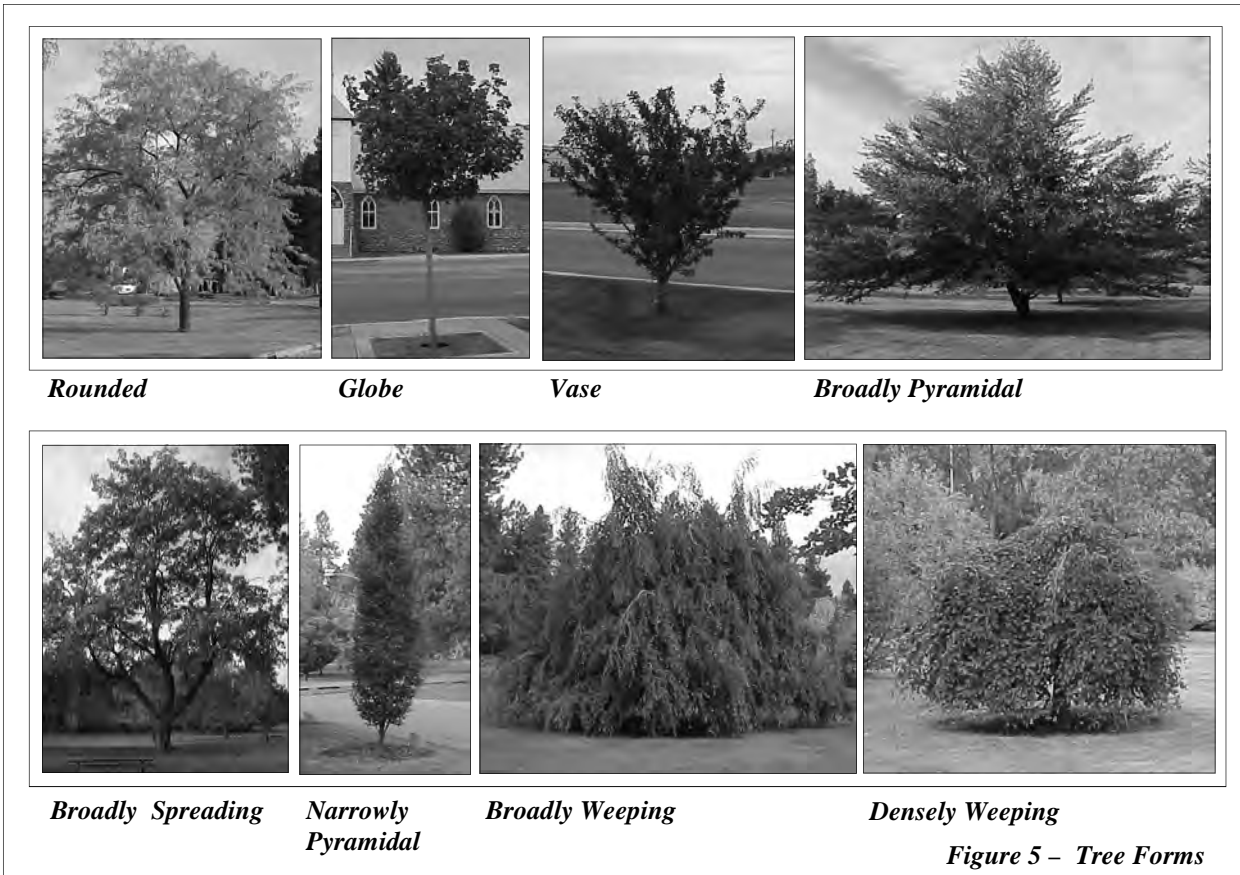 Rounded
Globe
Vase
Broadly Pyramidal
Broadly Spreading
Narrowly
Pyramidal
Broadly Weeping
Densely Weeping
Figure 5 – Tree Forms